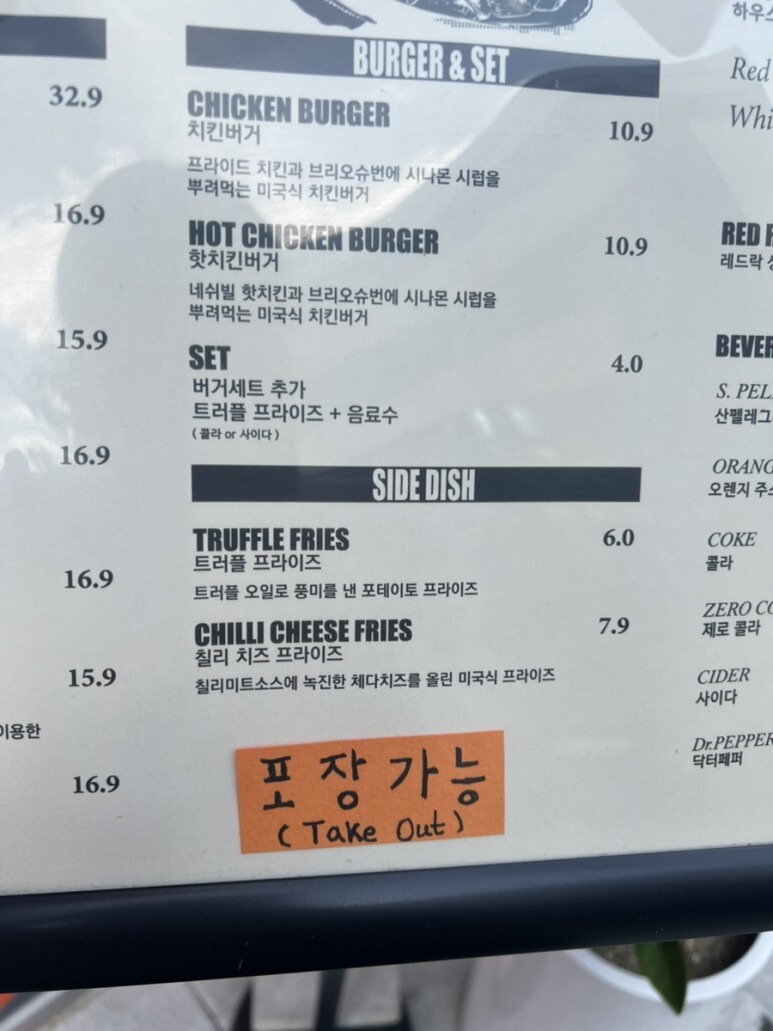 32.9
16.9
15.9
16.9
16.9
15.9
이용한
16.9
BURGER & SET
CHICKEN BURGER 10.9
치킨버거
프라이드 치킨과 브리오슈번에 시나몬 시럽을
뿌려먹는 미국식 치킨버거
HOT CHICKEN BURGER 10.9
핫치킨버거
네쉬빌 핫치킨과 브리오슈번에 시나몬 시럽을
뿌려먹는 미국식 치킨버거
SET 4.0
버거세트 추가
트러플 프라이즈 + 음료수
( 콜라 or 사이다 )
SIDE DISH
TRUFFLE FRIES 6.0
트러플 프라이즈
트러플 오일로 풍미를 낸 포테이토 프라이즈
CHILLI CHEESE FRIES 7.9
칠리 치즈 프라이즈
칠리미트소스에 녹진한 체다치즈를 올린 미국식 프라이즈
포장가능
( Take Out )
하우스
Red
Whi
RED
레드락
BEVER
S. PEL
산펠레그
ORANG
오렌지 주스
COKE
콜라
ZERO CO
제로 콜라
CIDER
사이다
Dr.PEPPER
닥터페퍼